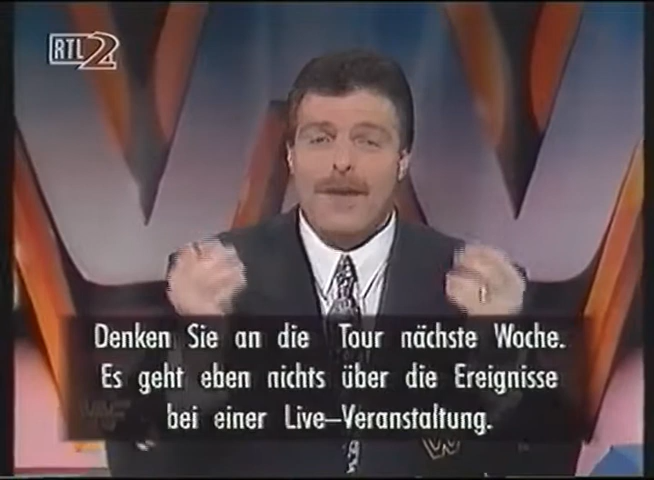 RTL2
Denken Sie an die Tour nächste Woche.
Es geht eben nichts über die Ereignisse
bei einer Live-Veranstaltung.